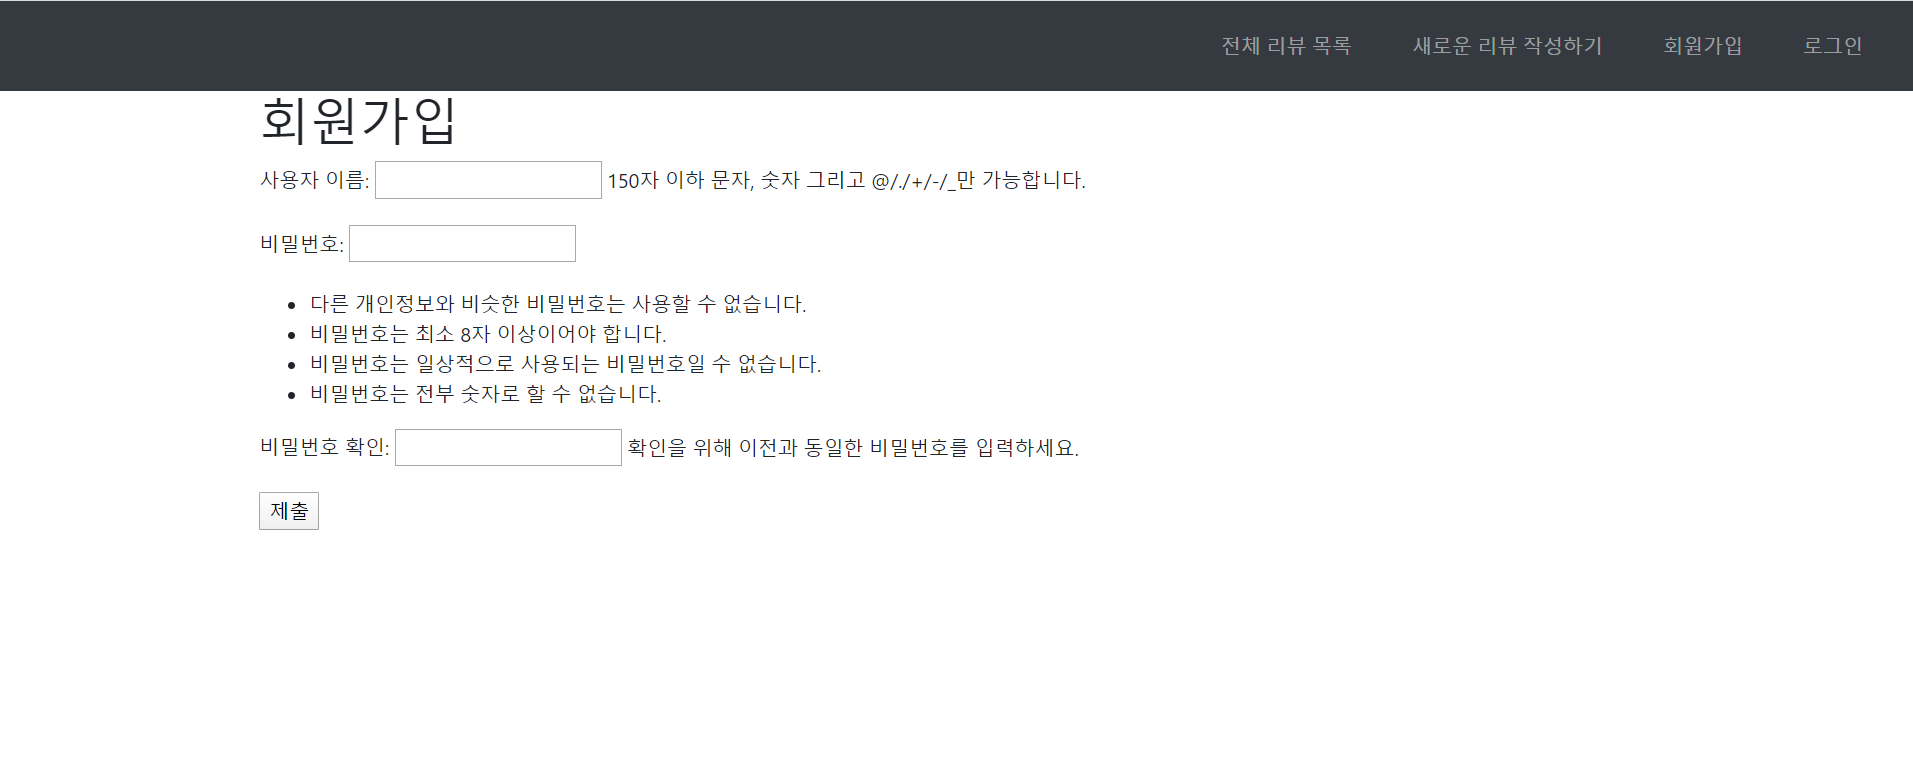 전체 리뷰 목록 새로운 리뷰 작성하기 회원가입 로그인
회원가입
사용자 이름: 150자 이하 문자, 숫자 그리고 @/./+/-/_만 가능합니다.
비밀번호:
• 다른 개인정보와 비슷한 비밀번호는 사용할 수 없습니다.
• 비밀번호는 최소 8자 이상이어야 합니다.
• 비밀번호는 일상적으로 사용되는 비밀번호일 수 없습니다.
• 비밀번호는 전부 숫자로 할 수 없습니다.
비밀번호 확인: 확인을 위해 이전과 동일한 비밀번호를 입력하세요.
제출